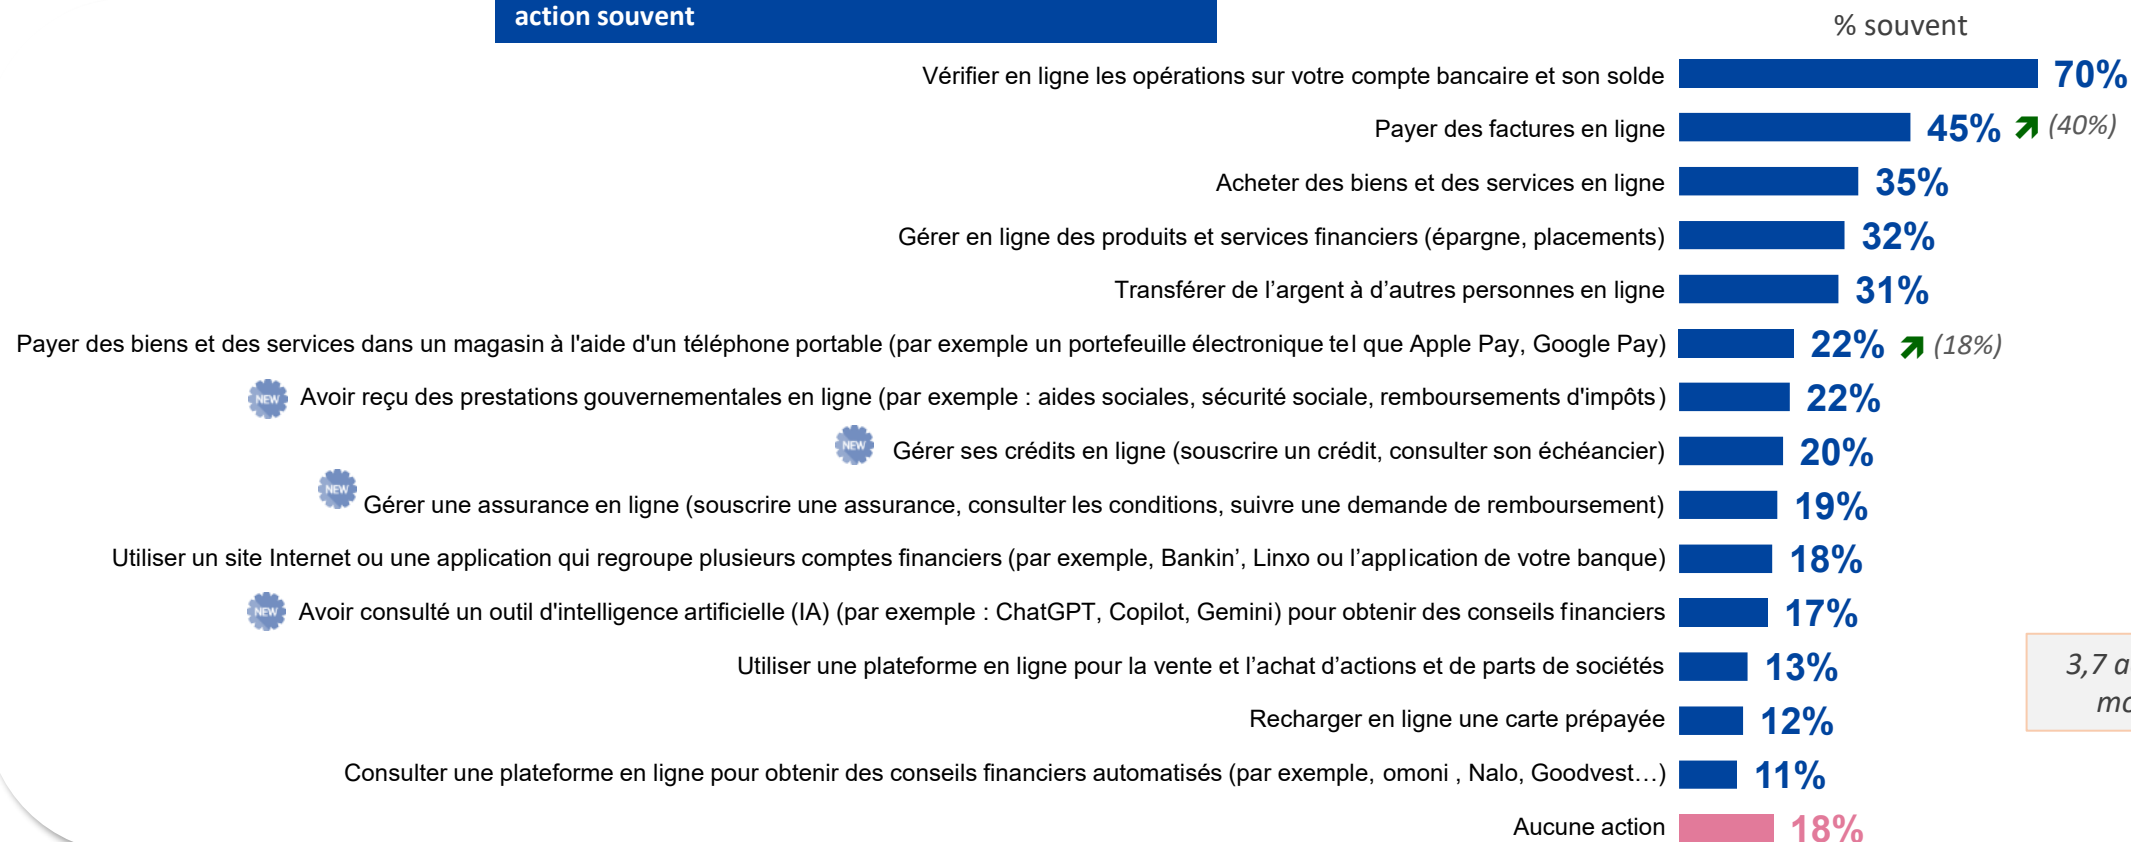 action souvent
% souvent
Vérifier en ligne les opérations sur votre compte bancaire et son solde 70%
Payer des factures en ligne 45% (40%)
Acheter des biens et des services en ligne 35%
Gérer en ligne des produits et services financiers (épargne, placements) 32%
Transférer de l’argent à d’autres personnes en ligne 31%
Payer des biens et des services dans un magasin à l'aide d'un téléphone portable (par exemple un portefeuille électronique tel que Apple Pay, Google Pay) 22% (18%)
NEW Avoir reçu des prestations gouvernementales en ligne (par exemple : aides sociales, sécurité sociale, remboursements d'impôts) 22%
NEW Gérer ses crédits en ligne (souscrire un crédit, consulter son échéancier) 20%
NEW Gérer une assurance en ligne (souscrire une assurance, consulter les conditions, suivre une demande de remboursement) 19%
Utiliser un site Internet ou une application qui regroupe plusieurs comptes financiers (par exemple, Bankin’, Linxo ou l’application de votre banque) 18%
NEW Avoir consulté un outil d'intelligence artificielle (IA) (par exemple : ChatGPT, Copilot, Gemini) pour obtenir des conseils financiers 17%
Utiliser une plateforme en ligne pour la vente et l’achat d’actions et de parts de sociétés 13%
3,7 a
mo
Recharger en ligne une carte prépayée 12%
Consulter une plateforme en ligne pour obtenir des conseils financiers automatisés (par exemple, omoni , Nalo, Goodvest…) 11%
Aucune action 18%